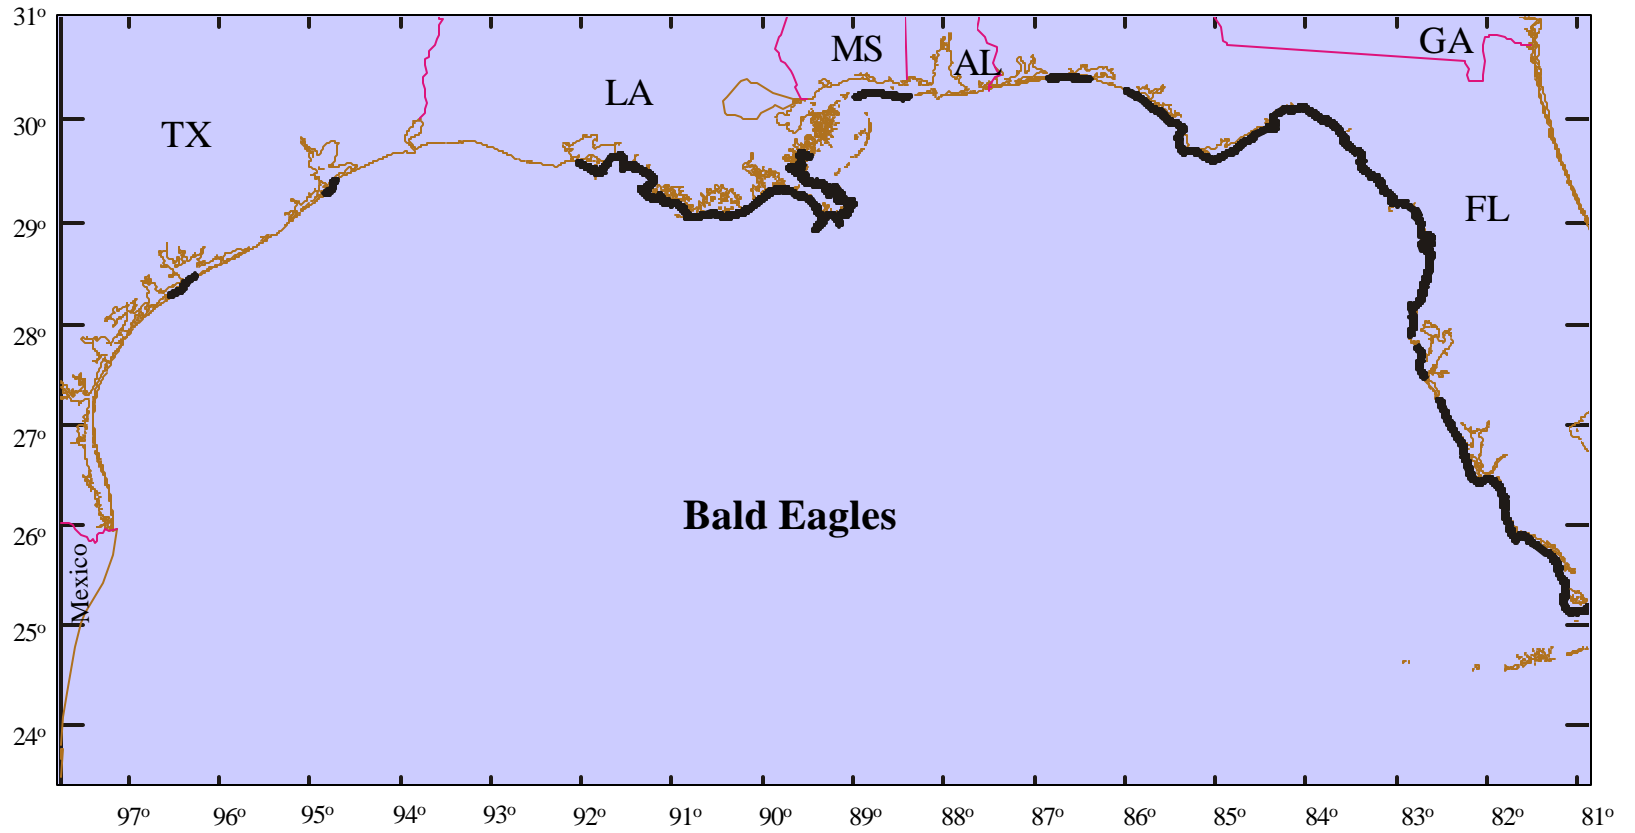 31º
MS
GA
AL
LA
30º
TX
29º
FL
28º
27º
Bald Eagles
26º
Mexico
25º
24º
97º 96º 95º 94º 93º 92º 91º 90º 89º 88º 87º 86º 85º 84º 83º 82º 81º